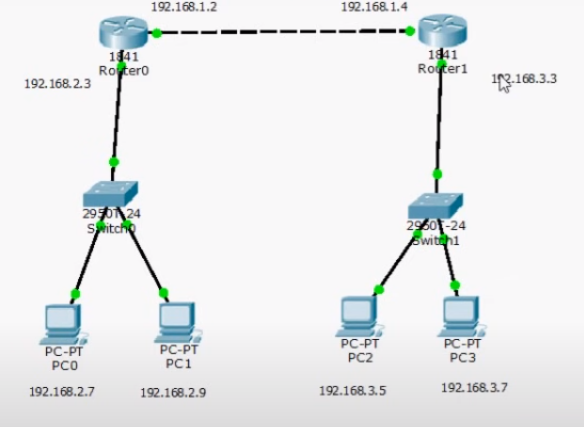 192.168.1.2
192.168.1.4
1841
Router0
1841
Router1
192.168.2.3
192.168.3.3
2950T-24
Switch0
2950T-24
Switch1
PC-PT
PC0
PC-PT
PC1
PC-PT
PC2
PC-PT
PC3
192.168.2.7
192.168.2.9
192.168.3.5
192.168.3.7